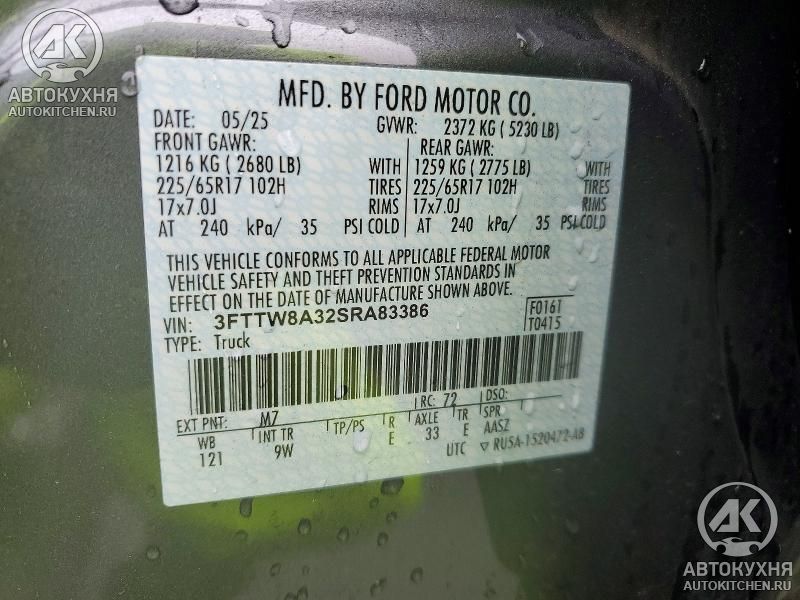 АК
АВТОКУХНЯ
AUTOKITCHEN.RU
MFD. BY FORD MOTOR CO.
DATE: 05/25 GVWR: 2372 KG ( 5230 LB)
FRONT GAWR: REAR GAWR:
1216 KG ( 2680 LB) WITH 1259 KG ( 2775 LB) WITH
225/65R17 102H TIRES 225/65R17 102H TIRES
17x7.0J RIMS 17x7.0J RIMS
AT 240 kPa/ 35 PSI COLD AT 240 kPa/ 35 PSI COLD
THIS VEHICLE CONFORMS TO ALL APPLICABLE FEDERAL MOTOR
VEHICLE SAFETY AND THEFT PREVENTION STANDARDS IN
EFFECT ON THE DATE OF MANUFACTURE SHOWN ABOVE.
VIN: 3FTTW8A32SRA83386 F0161
TYPE: Truck T0415
EXT PNT: M7 RC: 72 DSO:
WB INT TR TP/PS R AXLE TR SPR
121 9W E 33 E AASZ
UTC ▽ RU5A-1520472-AB
АК
АВТОКУХНЯ
AUTOKITCHEN.RU